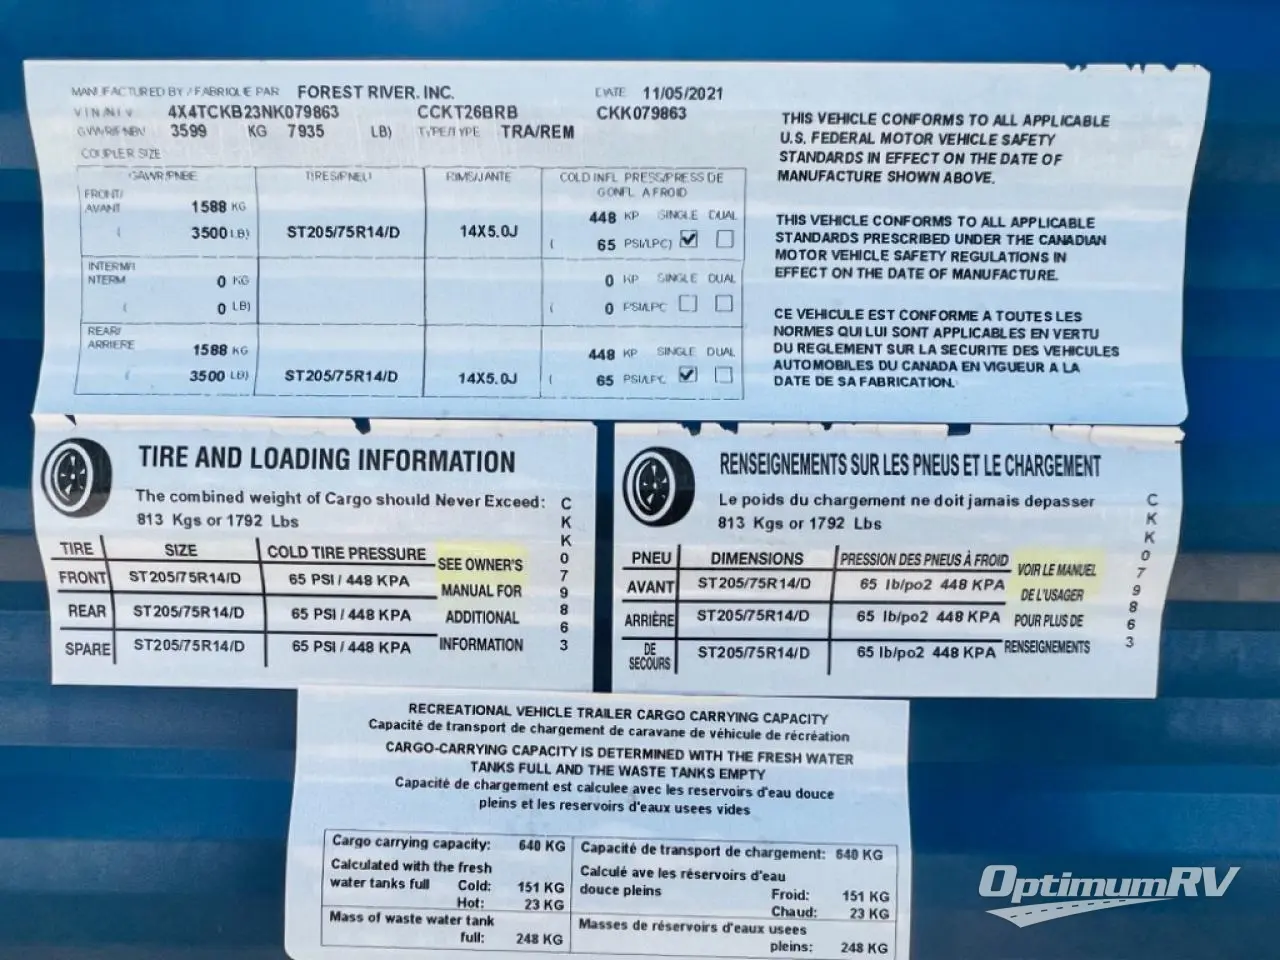 MANUFACTURED BY / FABRIQUE PAR FOREST RIVER, INC. DATE 11/05/2021
VIN/NIV 4X4TCKB23NK079863 CCKT26BRB CKK079863
GVWR/PNBV 3599 KG 7935 LB) TYPE/TYPE TRA/REM
COUPLER SIZE
GAWR/PNBE TIRES/PNEU RIMS/JANTE COLD INFL PRESS/PRESS DE
GONFL A FROID
FRONT/
AVANT 1588 KG 448 KP SINGLE DUAL
( 3500 LB) ST205/75R14/D 14X5.0J ( 65 PSI/LPC)
INTERM/I
NTERM 0 KG 0 KP SINGLE DUAL
( 0 LB) ( 0 PSI/LPC
REAR/
ARRIERE 1588 KG 448 KP SINGLE DUAL
( 3500 LB) ST205/75R14/D 14X5.0J ( 65 PSI/LPC
THIS VEHICLE CONFORMS TO ALL APPLICABLE
U.S. FEDERAL MOTOR VEHICLE SAFETY
STANDARDS IN EFFECT ON THE DATE OF
MANUFACTURE SHOWN ABOVE.
THIS VEHICLE CONFORMS TO ALL APPLICABLE
STANDARDS PRESCRIBED UNDER THE CANADIAN
MOTOR VEHICLE SAFETY REGULATIONS IN
EFFECT ON THE DATE OF MANUFACTURE.
CE VEHICULE EST CONFORME A TOUTES LES
NORMES QUI LUI SONT APPLICABLES EN VERTU
DU REGLEMENT SUR LA SECURITE DES VEHICULES
AUTOMOBILES DU CANADA EN VIGUEUR A LA
DATE DE SA FABRICATION.
TIRE AND LOADING INFORMATION
The combined weight of Cargo should Never Exceed:
813 Kgs or 1792 Lbs
TIRE SIZE COLD TIRE PRESSURE
FRONT ST205/75R14/D 65 PSI / 448 KPA
REAR ST205/75R14/D 65 PSI / 448 KPA
SPARE ST205/75R14/D 65 PSI / 448 KPA
SEE OWNER'S
MANUAL FOR
ADDITIONAL
INFORMATION
CKK079863
RENSEIGNEMENTS SUR LES PNEUS ET LE CHARGEMENT
Le poids du chargement ne doit jamais depasser
813 Kgs or 1792 Lbs
PNEU DIMENSIONS PRESSION DES PNEUS À FROID
AVANT ST205/75R14/D 65 lb/po2 448 KPA
ARRIÈRE ST205/75R14/D 65 lb/po2 448 KPA
DE
SECOURS ST205/75R14/D 65 lb/po2 448 KPA
VOIR LE MANUEL
DE L'USAGER
POUR PLUS DE
RENSEIGNEMENTS
CKK079863
RECREATIONAL VEHICLE TRAILER CARGO CARRYING CAPACITY
Capacité de transport de chargement de caravane de véhicule de récréation
CARGO-CARRYING CAPACITY IS DETERMINED WITH THE FRESH WATER
TANKS FULL AND THE WASTE TANKS EMPTY
Capacité de chargement est calculee avec les reservoirs d'eau douce
pleins et les reservoirs d'eaux usees vides
Cargo carrying capacity: 640 KG
Calculated with the fresh
water tanks full Cold: 151 KG
Hot: 23 KG
Mass of waste water tank
full: 248 KG
Capacité de transport de chargement: 640 KG
Calculé ave les réservoirs d'eau
douce pleins Froid: 151 KG
Chaud: 23 KG
Masses de réservoirs d'eaux usees
pleins: 248 KG
OptimumRV